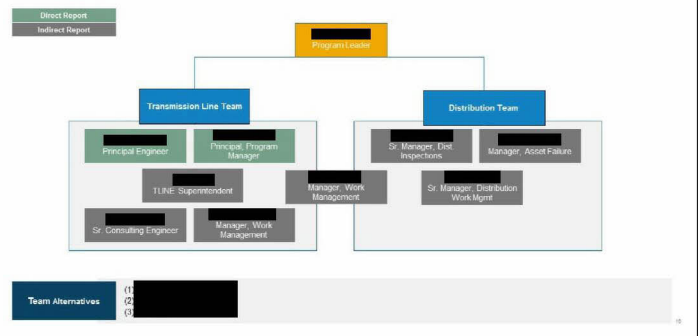 Direct Report
Indirect Report
Program Leader
Transmission Line Team
Distribution Team
Principal Engineer
Principal, Program
Manager
Sr. Manager, Dist.
Inspections
Manager, Asset Failure
TLINE Superintendent
Manager, Work
Management
Sr. Manager, Distribution
Work Mgmt
Sr. Consulting Engineer
Manager, Work
Management
Team Alternatives
(1)
(2)
(3)